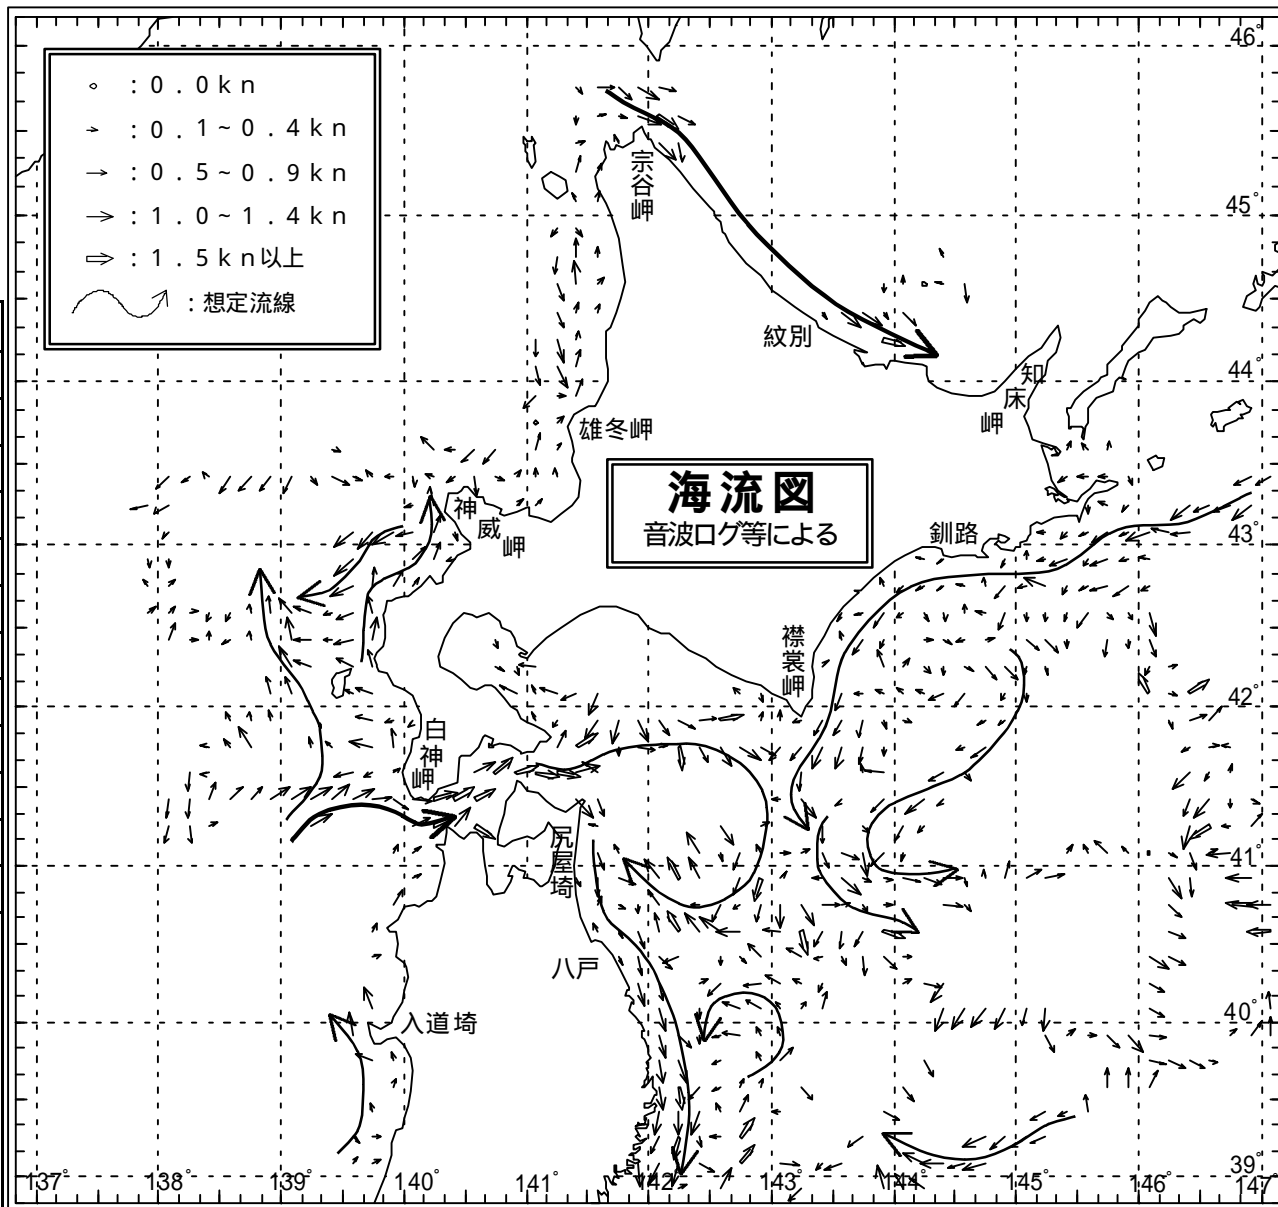 ：０．０ｋｎ
：０．１~０．４ｋｎ
：０．５~０．９ｋｎ
：１．０~１．４ｋｎ
：１．５ｋｎ以上
：想定流線
46°
宗谷岬
45°
紋別
44°
知床岬
雄冬岬
海流図
音波ログ等による
神威岬
釧路
43°
襟裳岬
42°
白神岬
尻屋埼
41°
八戸
入道埼
40°
39°
137°
138°
139°
140°
141°
142°
143°
144°
145°
146°
147°